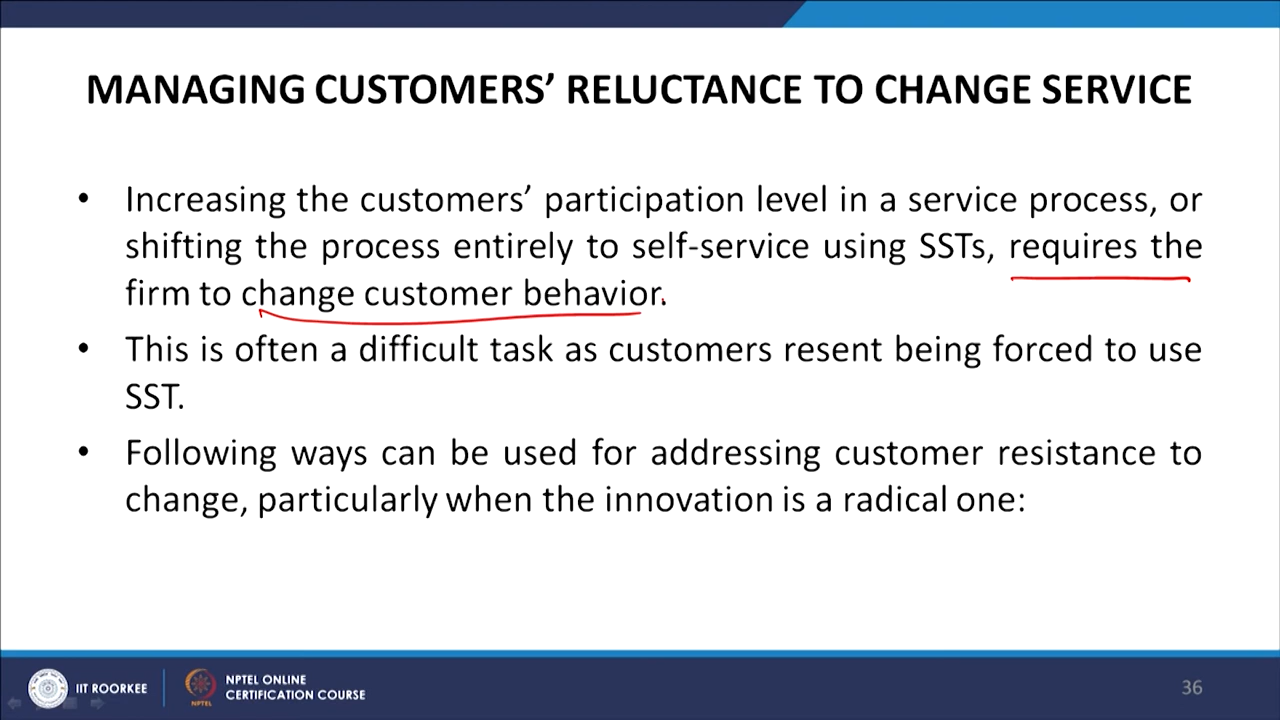 MANAGING CUSTOMERS’ RELUCTANCE TO CHANGE SERVICE
• Increasing the customers’ participation level in a service process, or
shifting the process entirely to self-service using SSTs, requires the
firm to change customer behavior.
• This is often a difficult task as customers resent being forced to use
SST.
• Following ways can be used for addressing customer resistance to
change, particularly when the innovation is a radical one:
IIT ROORKEE
NPTEL
NPTEL ONLINE
CERTIFICATION COURSE
36